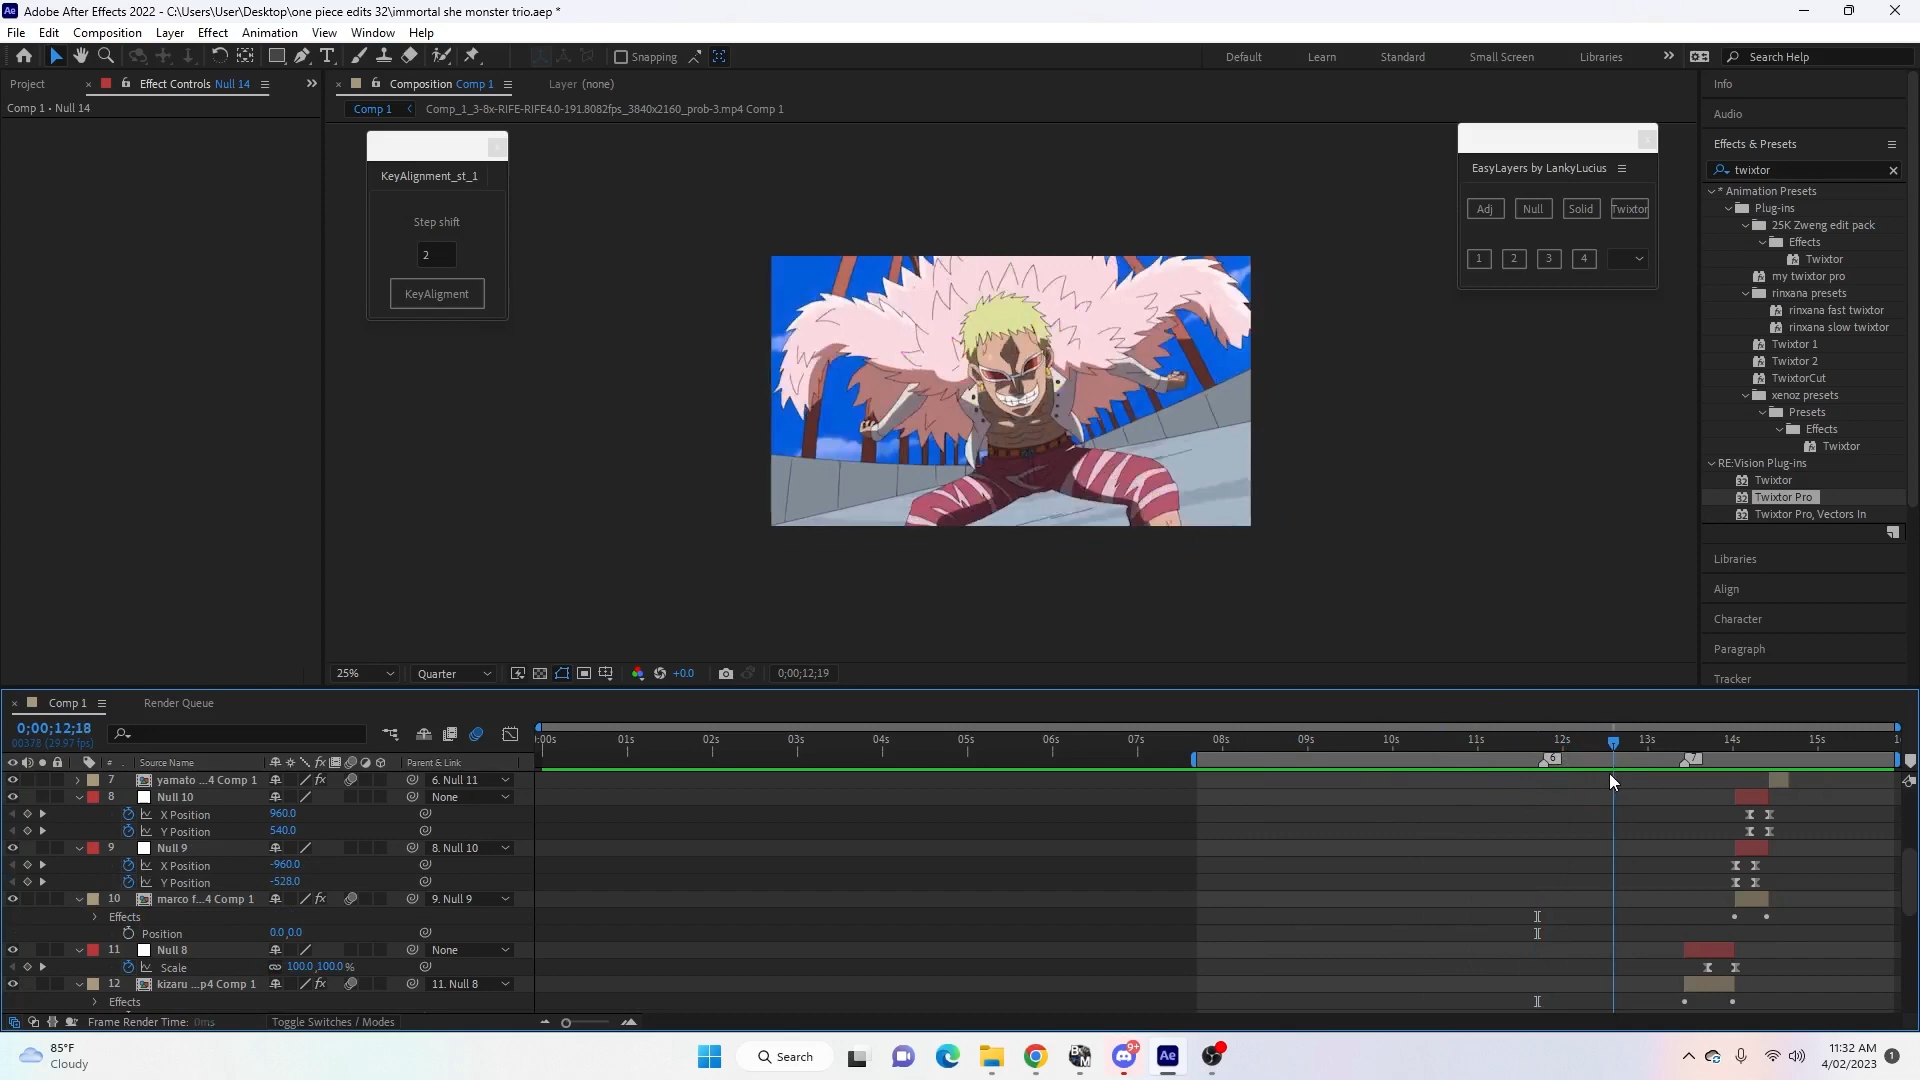 Adobe After Effects 2022 - C:\Users\User\Desktop\one piece edits 32\immortal she monster trio.aep *
File Edit Composition Layer Effect Animation View Window Help
Snapping Default Learn Standard Small Screen Libraries Search Help
Project Effect Controls Null 14
Comp 1 • Null 14
Composition Comp 1 Layer (none)
Comp 1 Comp_1_3-8x-RIFE-RIFE4.0-191.8082fps_3840x2160_prob-3.mp4 Comp 1
KeyAlignment_st_1
Step shift
2
KeyAligment
EasyLayers by LankyLucius
Adj Null Solid Twixtor
1 2 3 4
Info
Audio
Effects & Presets
twixtor
* Animation Presets
Plug-ins
25K Zweng edit pack
Effects
Twixtor
my twixtor pro
rinxana presets
rinxana fast twixtor
rinxana slow twixtor
Twixtor 1
Twixtor 2
TwixtorCut
xenoz presets
Presets
Effects
Twixtor
RE:Vision Plug-ins
Twixtor
Twixtor Pro
Twixtor Pro, Vectors In
Libraries
Align
Character
Paragraph
Tracker
25% Quarter +0.0 0;00;12;19
Comp 1 Render Queue
0;00;12;18
00378 (29.97 fps)
:00s 01s 02s 03s 04s 05s 06s 07s 08s 09s 10s 11s 12s 13s 14s 15s 1
# Source Name Parent & Link 6 7
7 yamato ...4 Comp 1 6. Null 11
8 Null 10 None
X Position 960.0
Y Position 540.0
9 Null 9 8. Null 10
X Position -960.0
Y Position -528.0
10 marco f...4 Comp 1 9. Null 9
Effects
Position 0.0,0.0
11 Null 8 None
Scale 100.0,100.0%
12 kizaru ...p4 Comp 1 11. Null 8
Effects
Frame Render Time: 0ms Toggle Switches / Modes
85°F
Cloudy
Search
9+
11:32 AM
4/02/2023
1